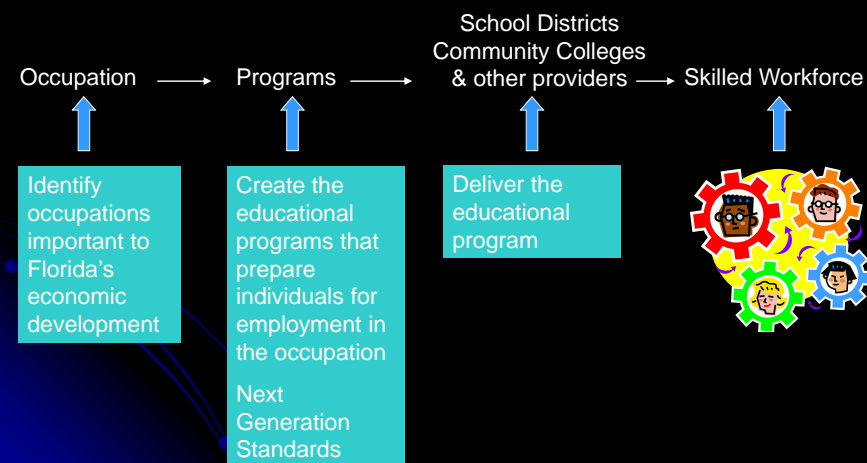 Occupation
Programs
School Districts
Community Colleges
& other providers
Skilled Workforce
Identify
occupations
important to
Florida’s
economic
development
Create the
educational
programs that
prepare
individuals for
employment in
the occupation
Next
Generation
Standards
Deliver the
educational
program